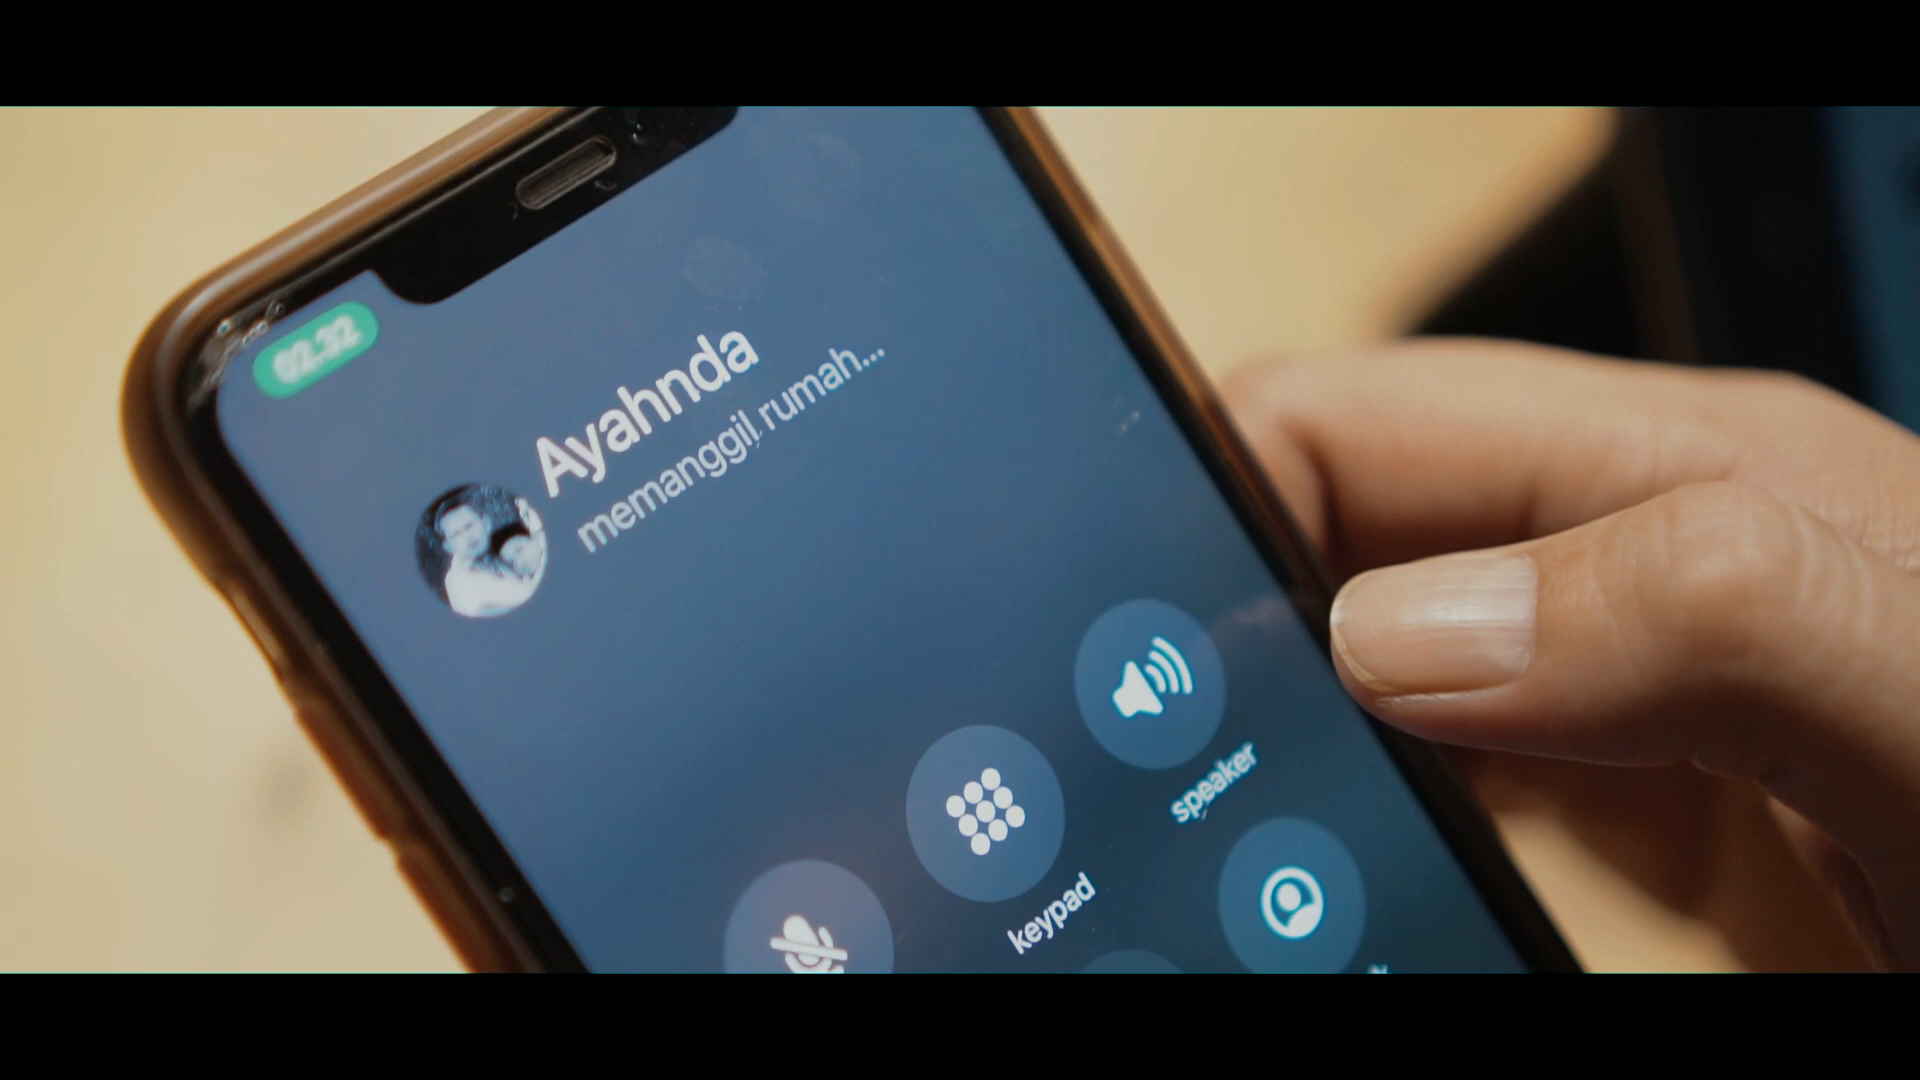 02.32
Ayahnda
memanggil rumah...
speaker
keypad